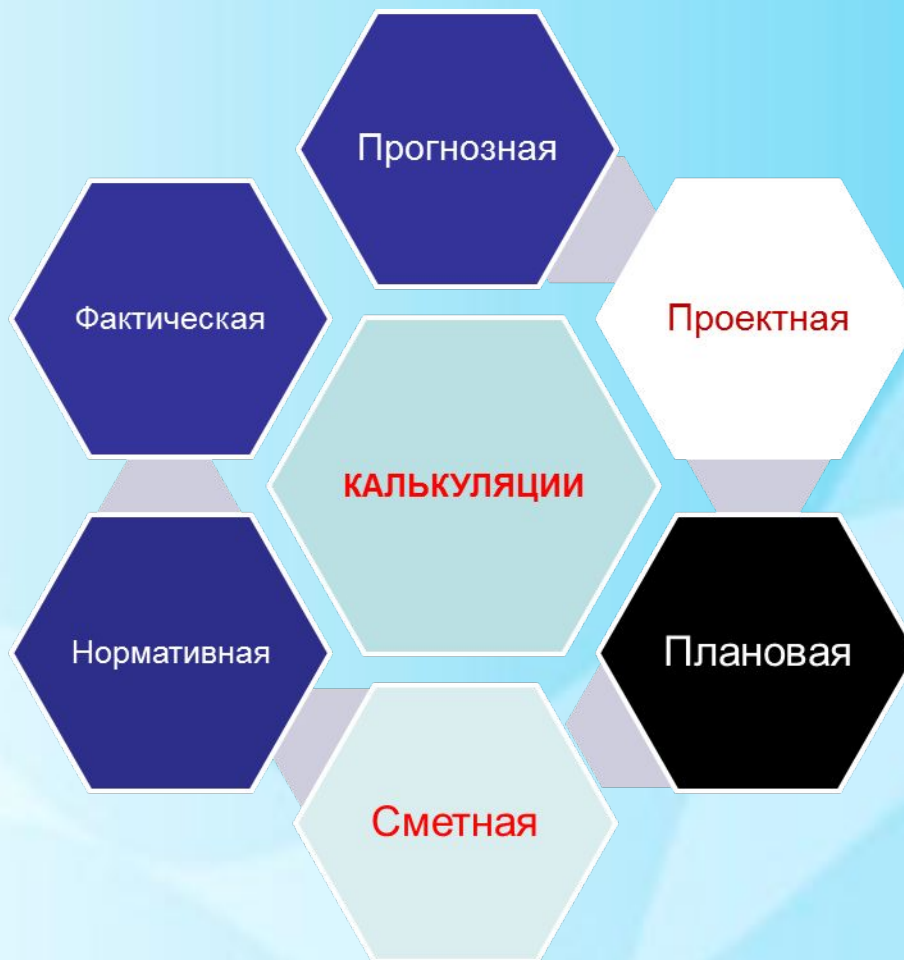 Прогнозная
Проектная
Фактическая
КАЛЬКУЛЯЦИИ
Плановая
Нормативная
Сметная